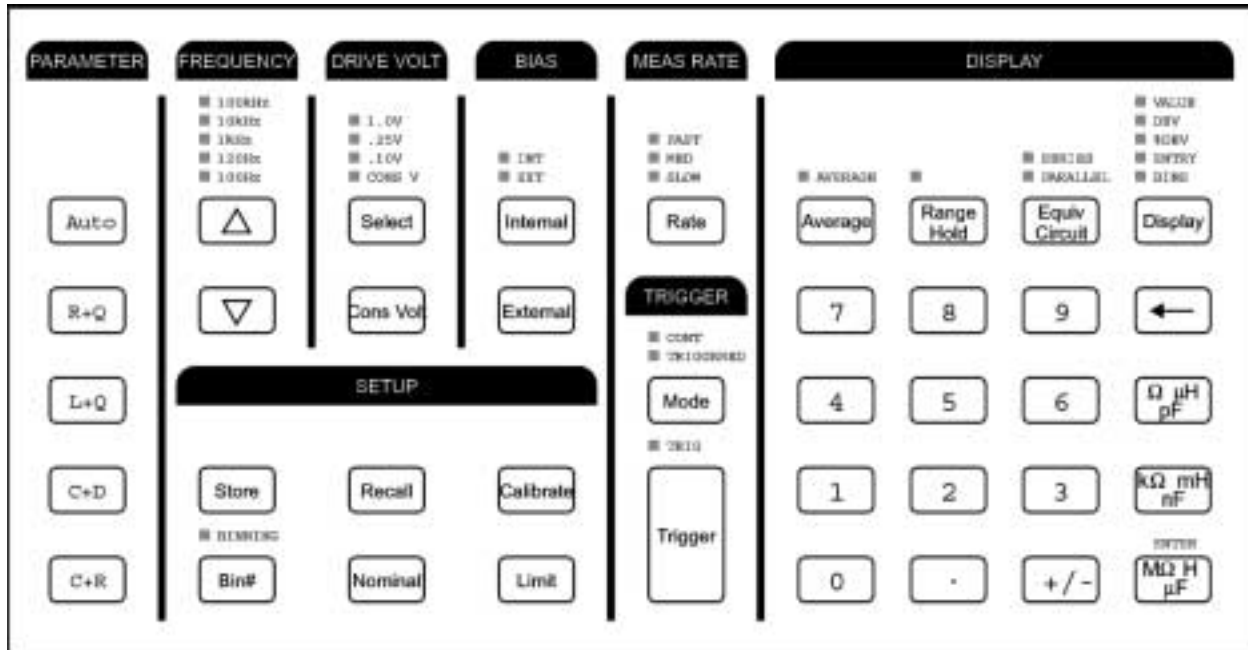 PARAMETER
FREQUENCY
DRIVE VOLT
BIAS
MEAS RATE
DISPLAY
100kHz
10kHz
1kHz
120Hz
100Hz
1.0V
.25V
.10V
CONS V
INT
EXT
FAST
MED
SLOW
AVERAGE
SERIES
PARALLEL
VALUE
DEV
%DEV
ENTRY
BINS
Auto
Select
Internal
Rate
Average
Range
Hold
Equiv
Circuit
Display
R+Q
Cons Volt
External
TRIGGER
7
8
9
CONT
TRIGGERED
SETUP
L+Q
Mode
4
5
6
Ω µH
pF
TRIG
C+D
Store
Recall
Calibrate
Trigger
1
2
3
kΩ mH
nF
BINNING
ENTER
C+R
Bin#
Nominal
Limit
0
.
+/-
MΩ H
µF